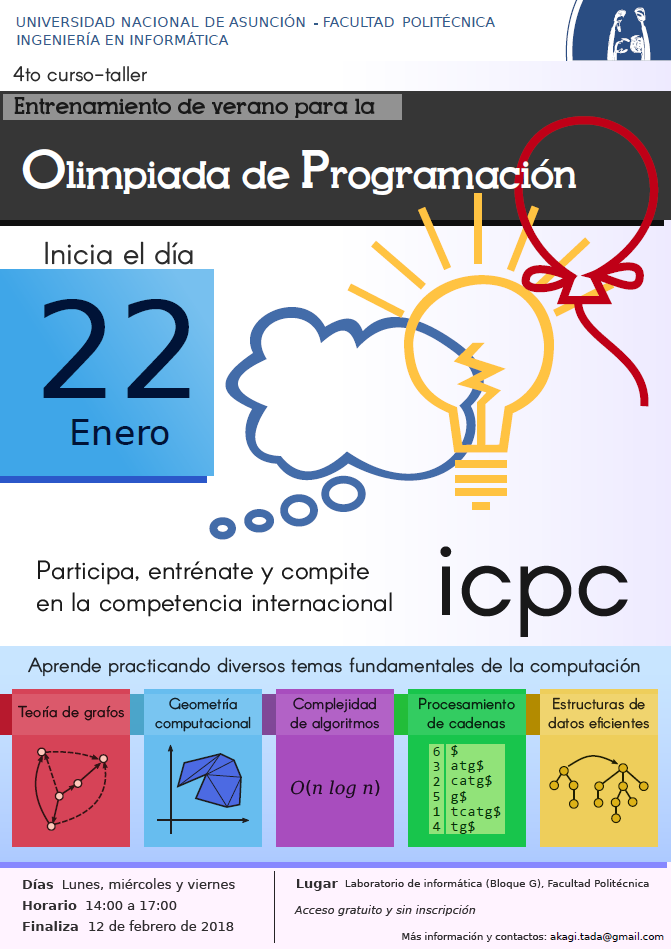 UNIVERSIDAD NACIONAL DE ASUNCIÓN - FACULTAD POLITÉCNICA
INGENIERÍA EN INFORMÁTICA
4to curso-taller
Entrenamiento de verano para la
Olimpiada de Programación
Inicia el día
22
Enero
Participa, entrénate y compite
en la competencia internacional
icpc
Aprende practicando diversos temas fundamentales de la computación
Teoría de grafos
Geometría
computacional
Complejidad
de algoritmos
O(n log n)
Procesamiento
de cadenas
6 $
3 atg$
2 catg$
5 g$
1 tcatg$
4 tg$
Estructuras de
datos eficientes
Días Lunes, miércoles y viernes
Horario 14:00 a 17:00
Finaliza 12 de febrero de 2018
Lugar Laboratorio de informática (Bloque G), Facultad Politécnica
Acceso gratuito y sin inscripción
Más información y contactos: akagi.tada@gmail.com